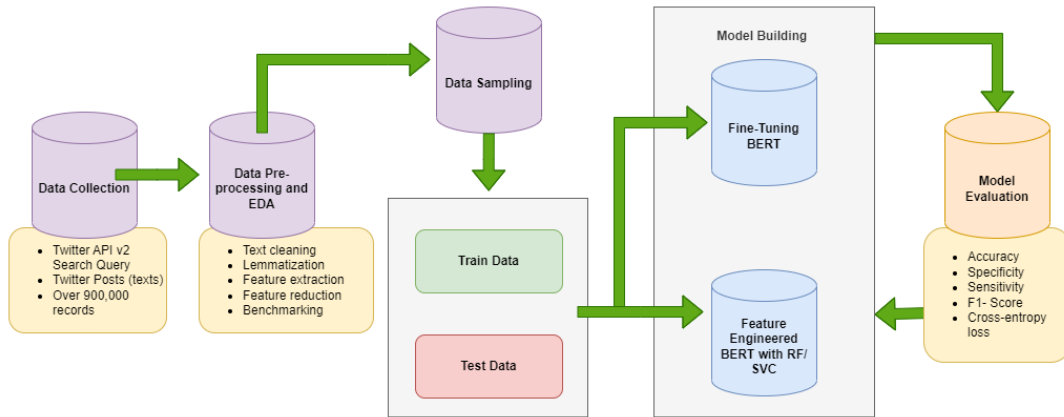 Data Collection
Twitter API v2
Search Query
Twitter Posts (texts)
Over 900,000
records
Data Pre-
processing and
EDA
Text cleaning
Lemmatization
Feature extraction
Feature reduction
Benchmarking
Data Sampling
Train Data
Test Data
Model Building
Fine-Tuning
BERT
Feature
Engineered
BERT with RF/
SVC
Model
Evaluation
Accuracy
Specificity
Sensitivity
F1- Score
Cross-entropy
loss